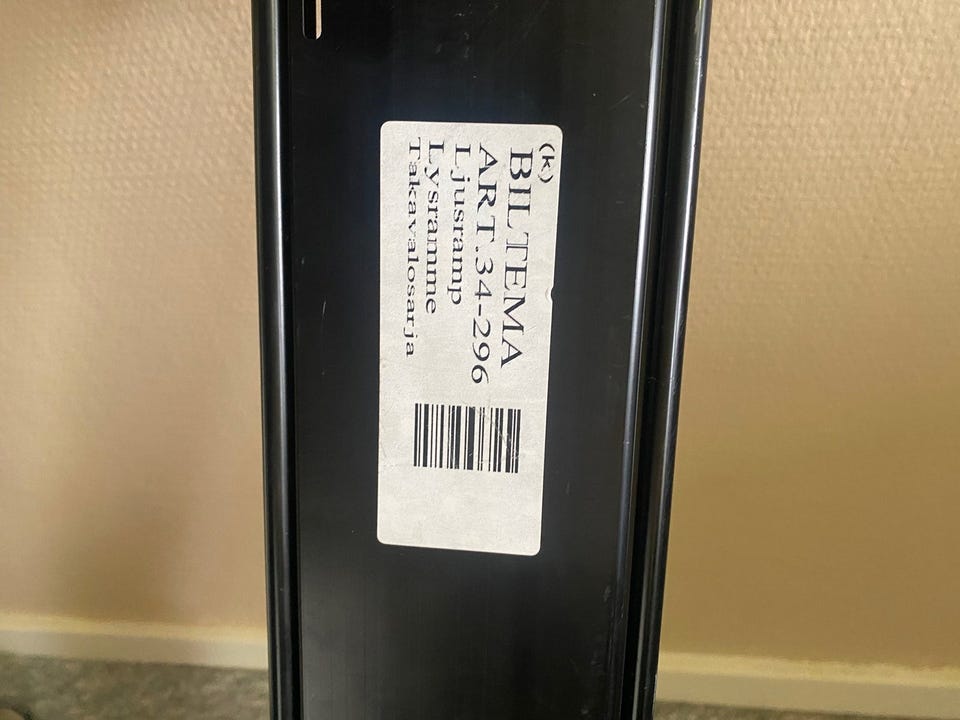 (k)
BILTEMA
ART.34-296
Ljusramp
Lysramme
Takavalosarja